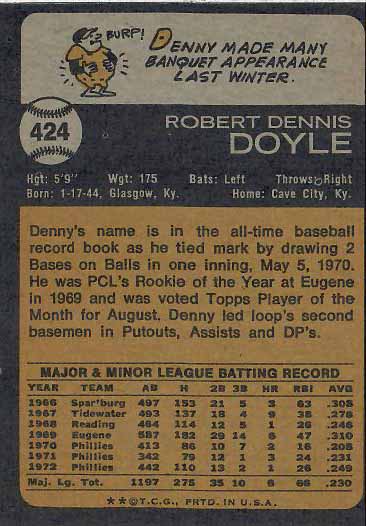 BURP!
DENNY MADE MANY
BANQUET APPEARANCE
LAST WINTER.
424
ROBERT DENNIS
DOYLE
Hgt: 5'9" Wgt: 175 Bats: Left Throws: Right
Born: 1-17-44, Glasgow, Ky. Home: Cave City, Ky.
Denny's name is in the all-time baseball
record book as he tied mark by drawing 2
Bases on Balls in one inning, May 5, 1970.
He was PCL's Rookie of the Year at Eugene
in 1969 and was voted Topps Player of the
Month for August. Denny led loop's second
basemen in Putouts, Assists and DP's.
MAJOR & MINOR LEAGUE BATTING RECORD
YEAR TEAM AB H 2B 3B HR RBI AVG
1966 Spar'burg 497 153 21 5 3 63 .308
1967 Tidewater 493 137 18 4 9 38 .278
1968 Reading 464 114 12 5 1 26 .246
1969 Eugene 587 182 29 14 6 47 .310
1970 Phillies 413 86 10 7 2 16 .208
1971 Phillies 342 79 12 1 3 24 .231
1972 Phillies 442 110 13 2 1 26 .249
Maj. Lg. Tot. 1197 275 35 10 6 66 .230
**©T.C.G., PRTD. IN U.S.A.